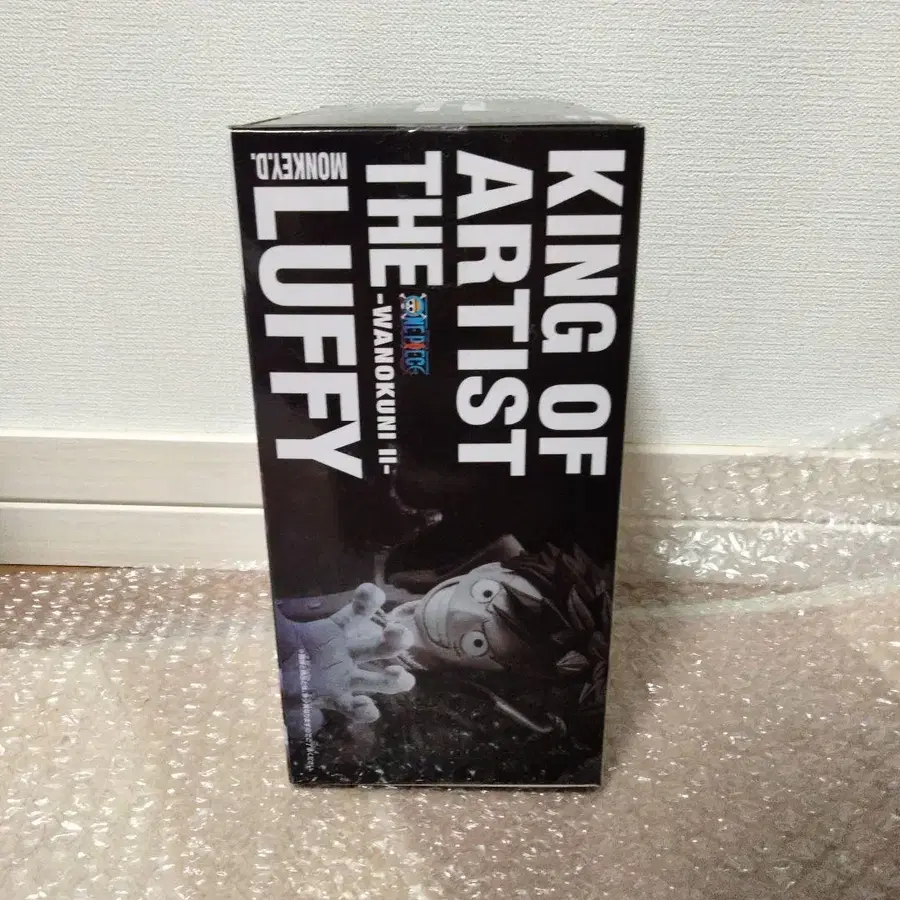 KING OF
ARTIST
THE
ONE PIECE
-WANOKUNI II-
MONKEY.D.
LUFFY